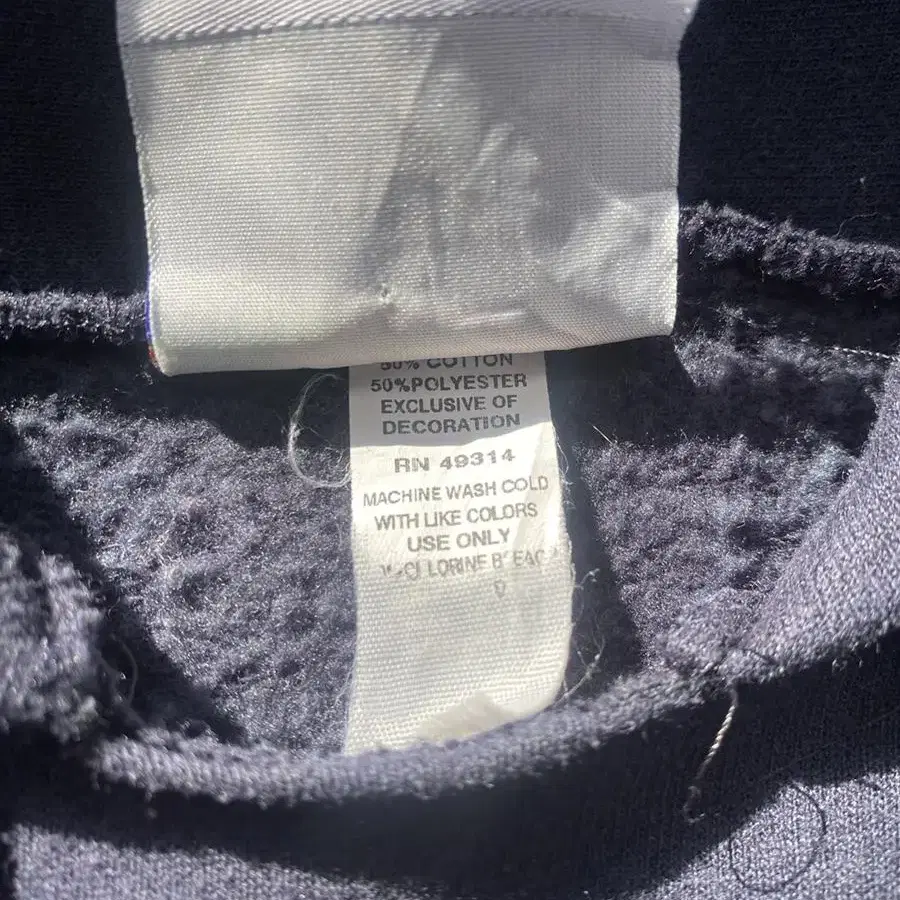 50% COTTON
50%POLYESTER
EXCLUSIVE OF
DECORATION
RN 49314
MACHINE WASH COLD
WITH LIKE COLORS
USE ONLY